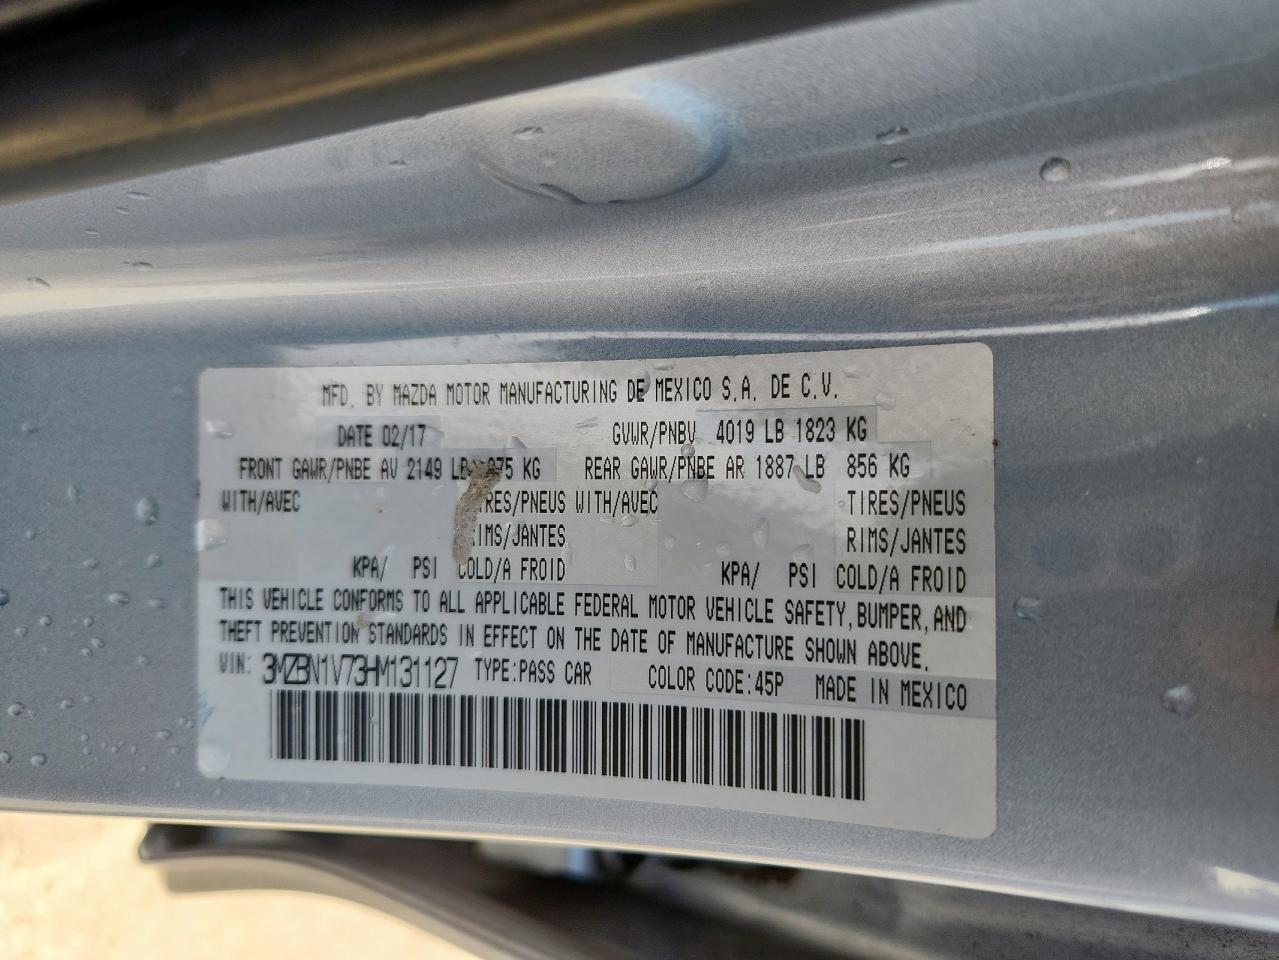 MFD. BY MAZDA MOTOR MANUFACTURING DE MEXICO S.A. DE C.V.
DATE 02/17 GVWR/PNBV 4019 LB 1823 KG
FRONT GAWR/PNBE AV 2149 LB 975 KG REAR GAWR/PNBE AR 1887 LB 856 KG
WITH/AVEC TIRES/PNEUS WITH/AVEC TIRES/PNEUS
RIMS/JANTES RIMS/JANTES
KPA/ PSI COLD/A FROID KPA/ PSI COLD/A FROID
THIS VEHICLE CONFORMS TO ALL APPLICABLE FEDERAL MOTOR VEHICLE SAFETY, BUMPER, AND
THEFT PREVENTION STANDARDS IN EFFECT ON THE DATE OF MANUFACTURE SHOWN ABOVE.
VIN: 3MZBN1V73HM131127 TYPE:PASS CAR COLOR CODE:45P MADE IN MEXICO